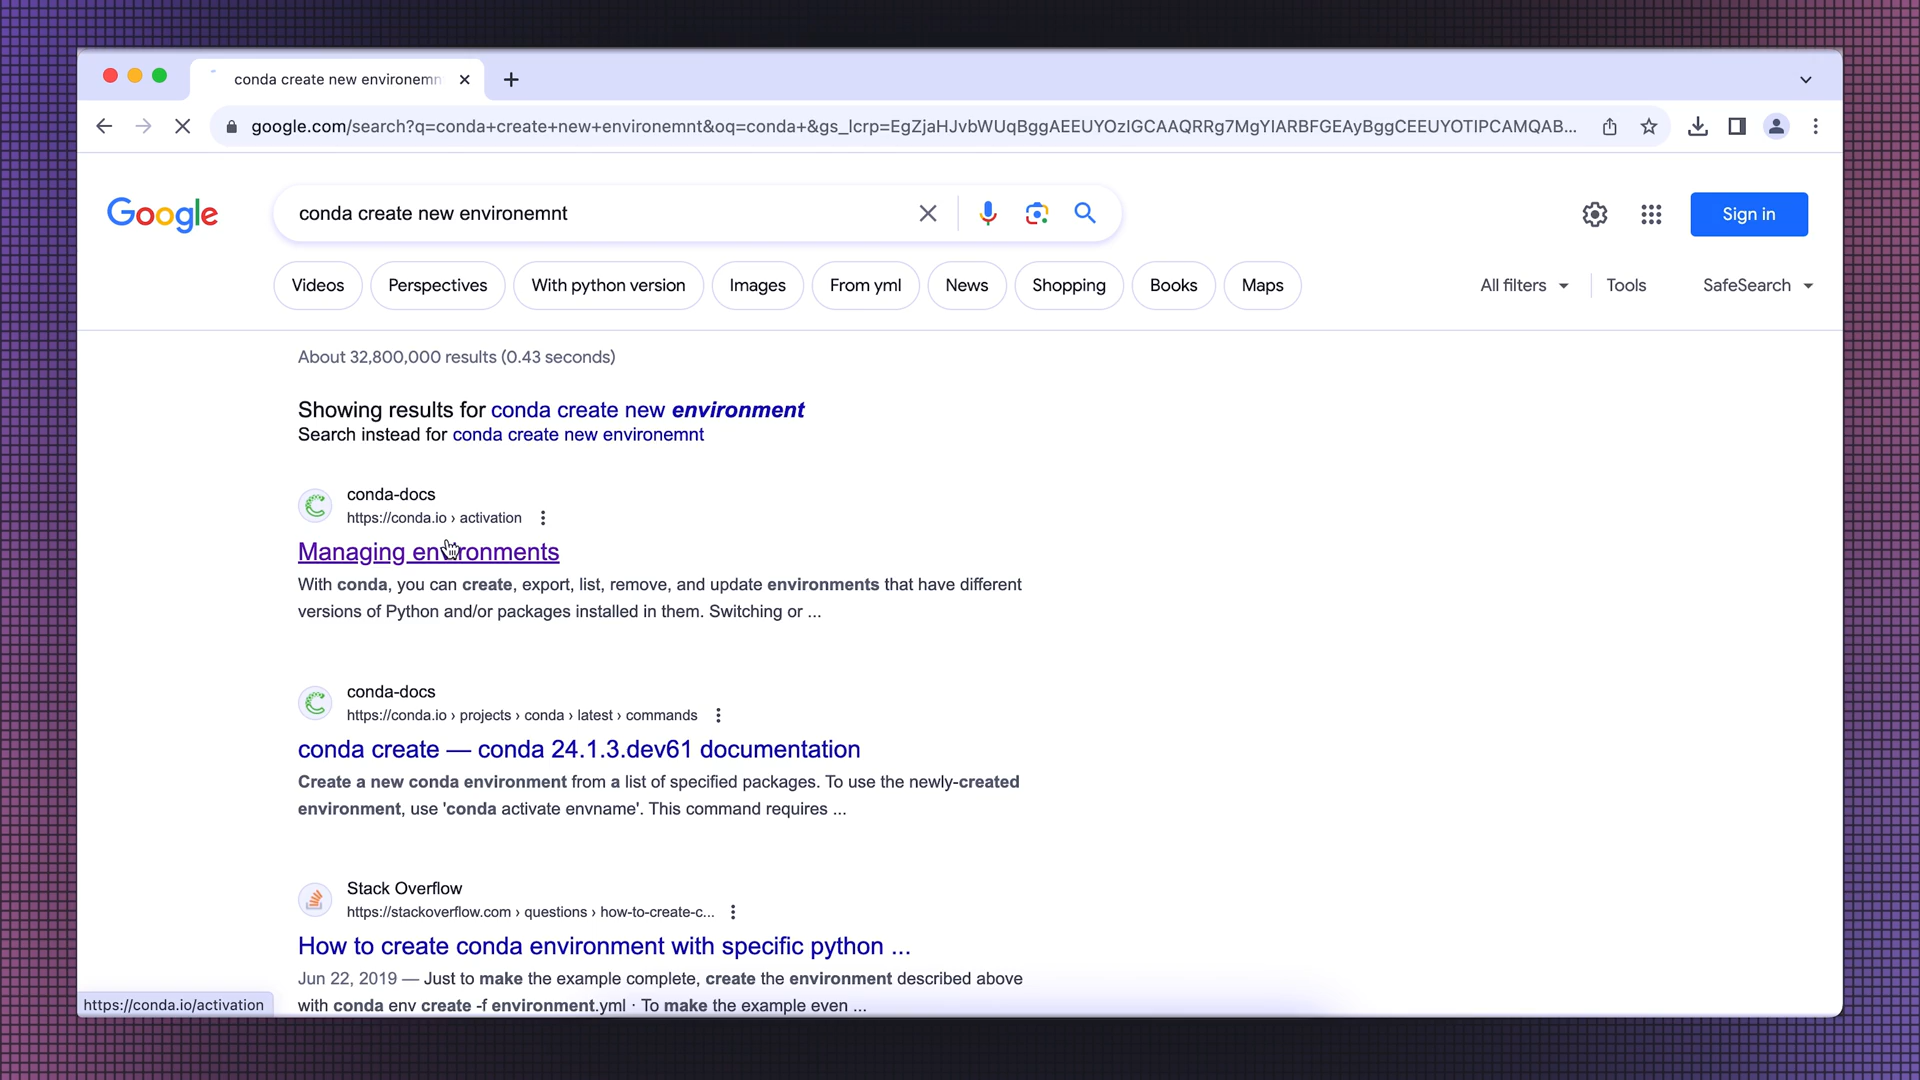 conda create new environemn
google.com/search?q=conda+create+new+environemnt&oq=conda+&gs_lcrp=EgZjaHJvbWUqBggAEEUYOzIGCAAQRRg7MgYIARBFGEAyBggCEEUYOTIPCAMQAB...
Google
conda create new environemnt
Sign in
Videos
Perspectives
With python version
Images
From yml
News
Shopping
Books
Maps
All filters
Tools
SafeSearch
About 32,800,000 results (0.43 seconds)
Showing results for conda create new environment
Search instead for conda create new environemnt
conda-docs
https://conda.io › activation
Managing environments
With conda, you can create, export, list, remove, and update environments that have different
versions of Python and/or packages installed in them. Switching or ...
conda-docs
https://conda.io › projects › conda › latest › commands
conda create — conda 24.1.3.dev61 documentation
Create a new conda environment from a list of specified packages. To use the newly-created
environment, use 'conda activate envname'. This command requires ...
Stack Overflow
https://stackoverflow.com › questions › how-to-create-c...
How to create conda environment with specific python ...
Jun 22, 2019 — Just to make the example complete, create the environment described above
with conda env create -f environment.yml · To make the example even ...
https://conda.io/activation